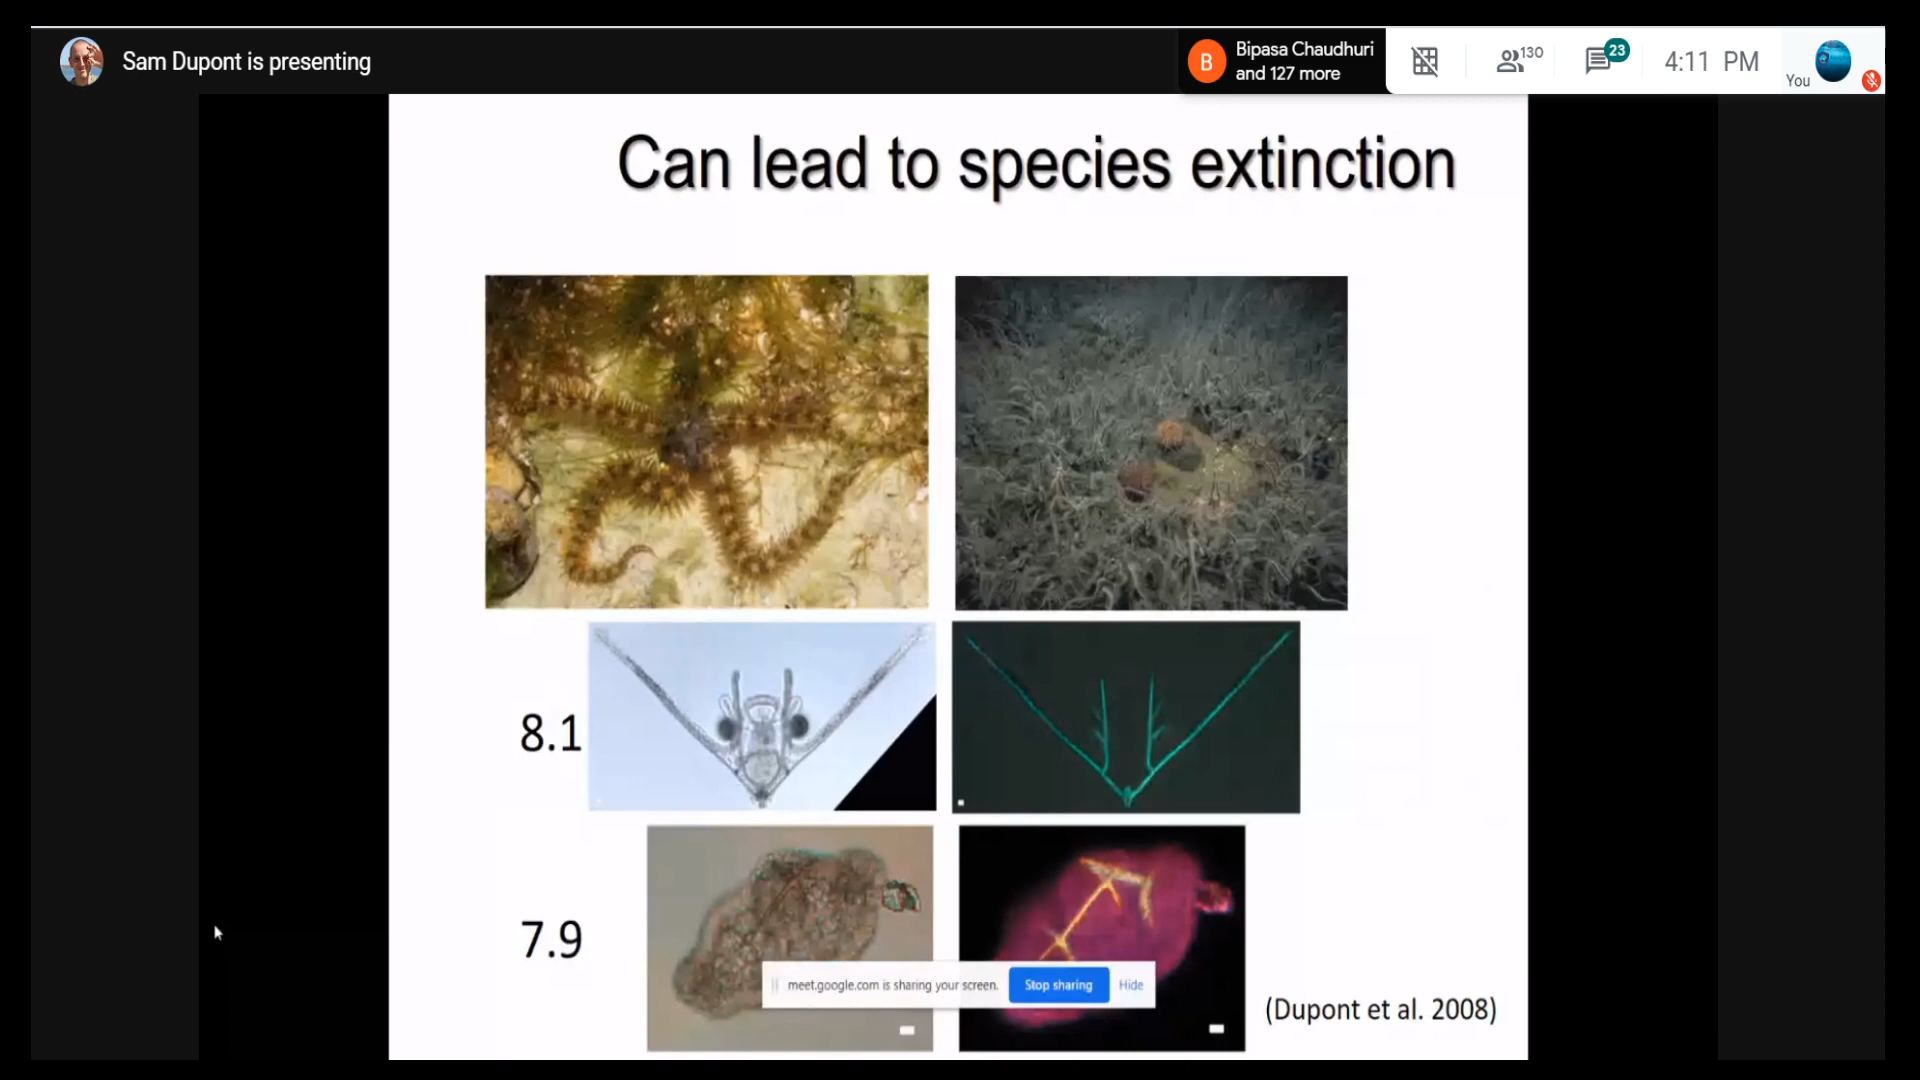 Sam Dupont is presenting
B
Bipasa Chaudhuri
and 127 more
130
23
4:11 PM
You
Can lead to species extinction
8.1
7.9
meet.google.com is sharing your screen.
Stop sharing
Hide
(Dupont et al. 2008)